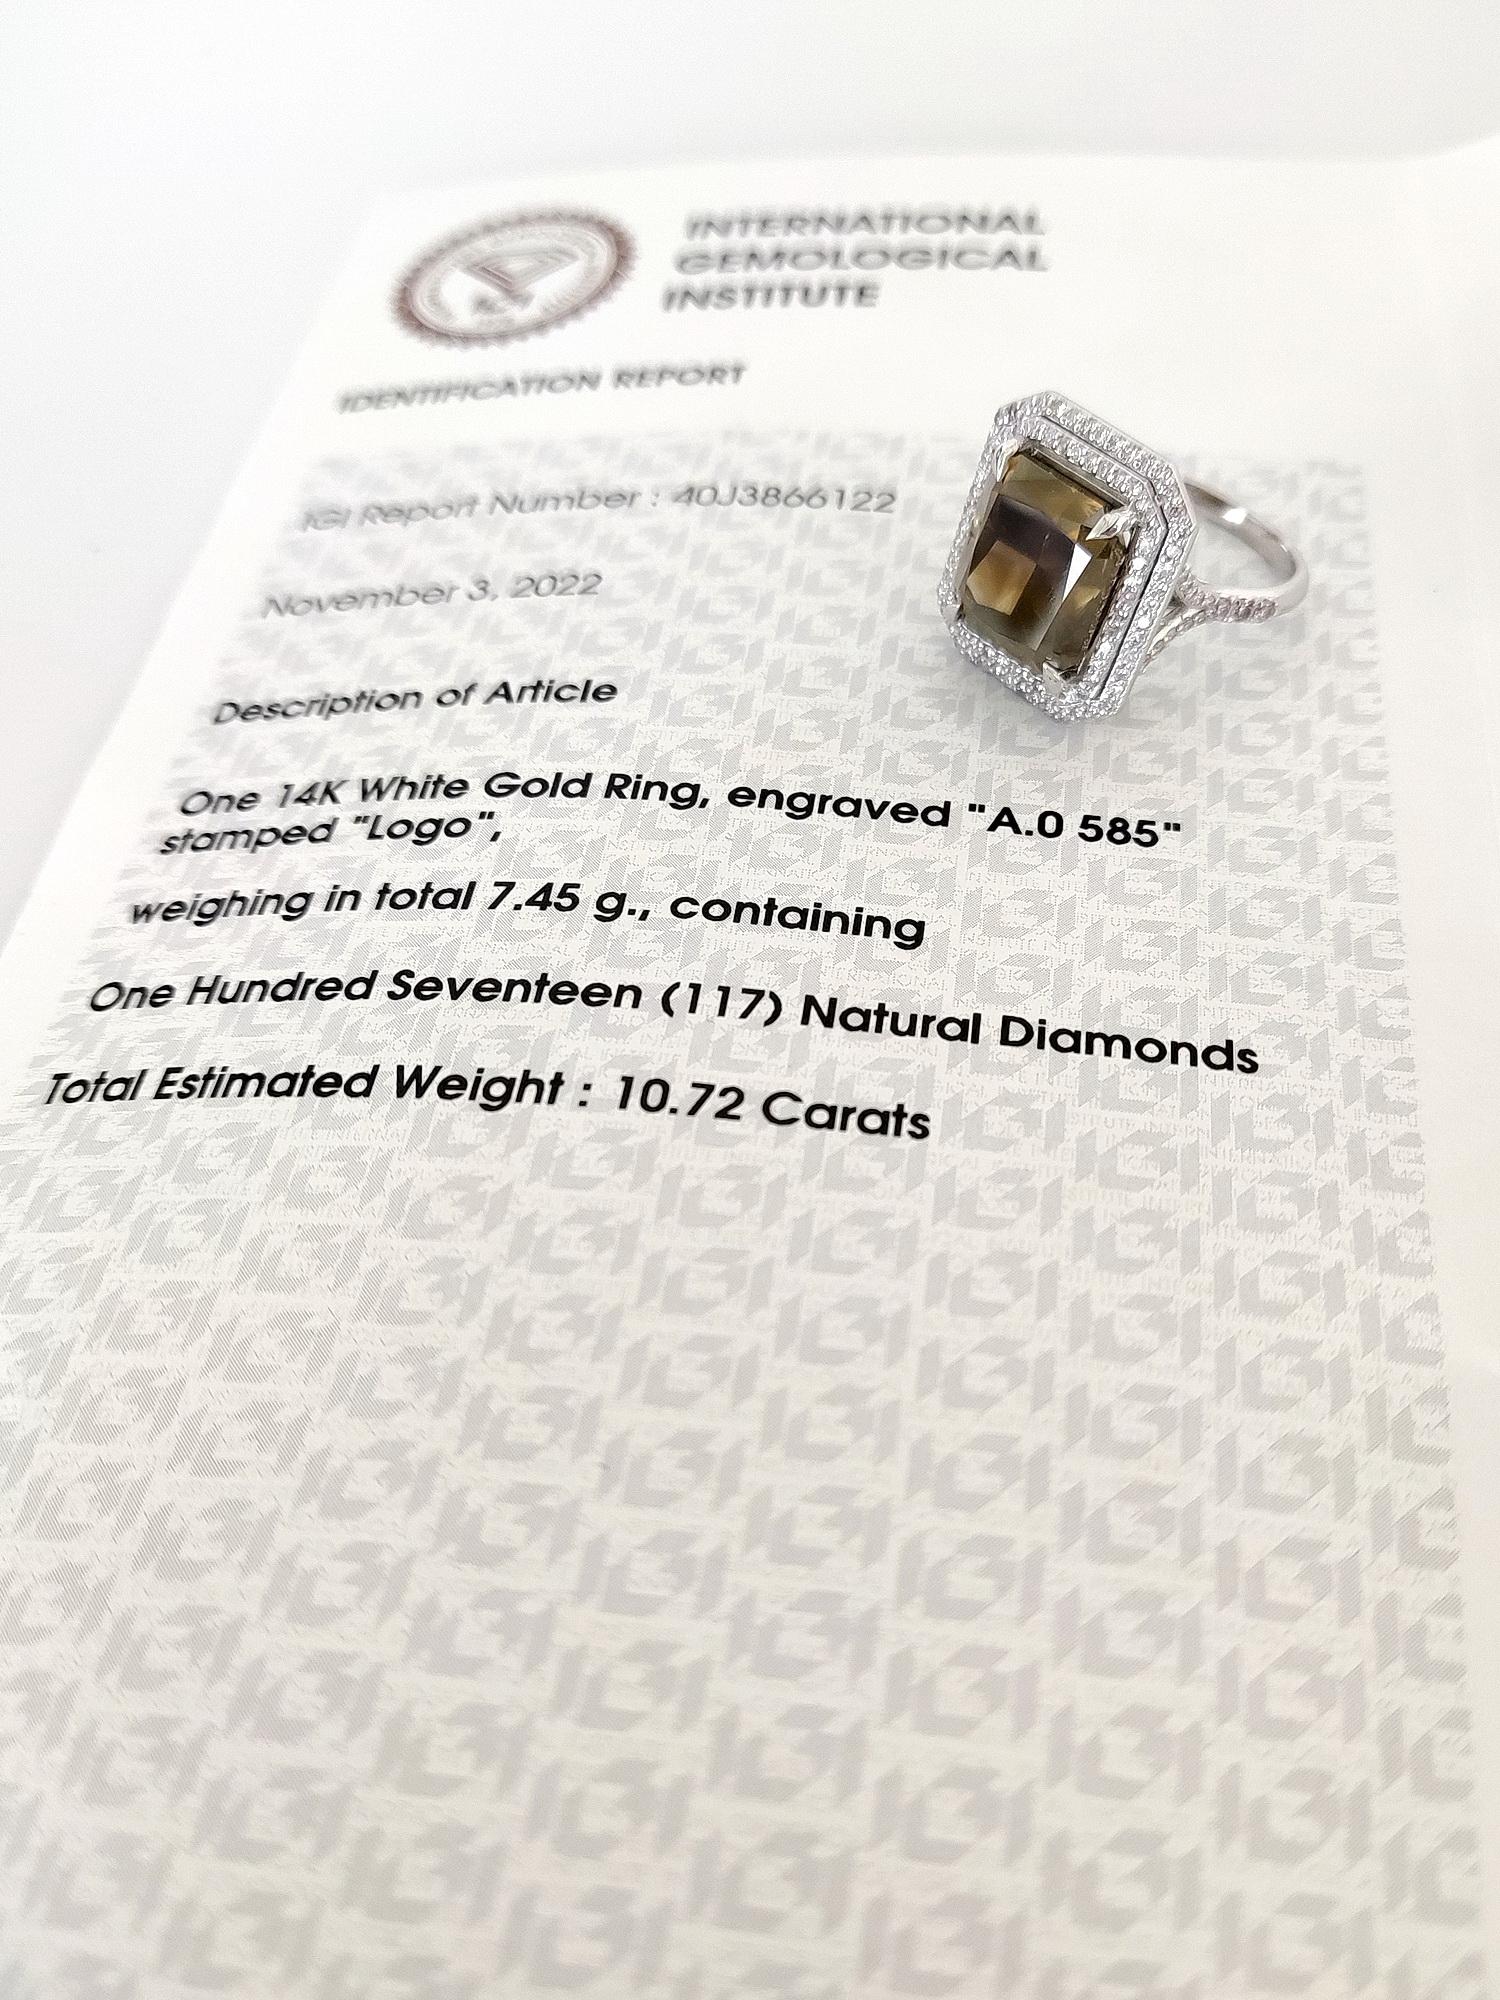 INTERNATIONAL
GEMOLOGICAL
INSTITUTE
IDENTIFICATION REPORT
IGI Report Number : 40J3866122
November 3, 2022
Description of Article
One 14K White Gold Ring, engraved "A.0 585"
stamped "Logo",
weighing in total 7.45 g., containing
One Hundred Seventeen (117) Natural Diamonds
Total Estimated Weight : 10.72 Carats